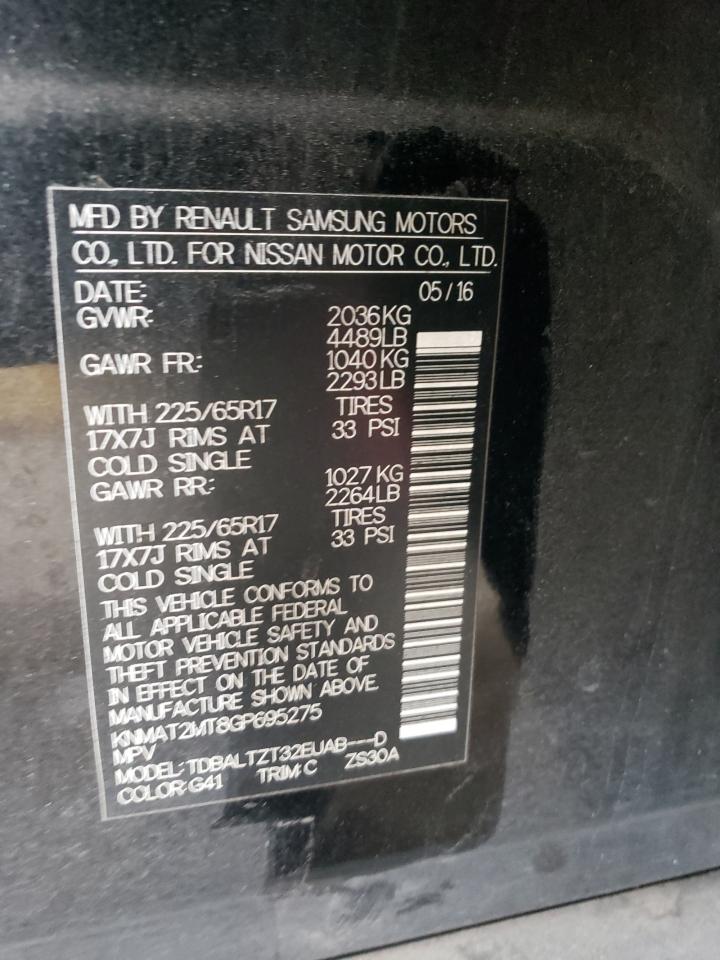 MFD BY RENAULT SAMSUNG MOTORS
CO., LTD. FOR NISSAN MOTOR CO., LTD.
DATE: 05/16
GVWR: 2036KG
4489LB
GAWR FR: 1040KG
2293LB
WITH 225/65R17 TIRES
17X7J RIMS AT 33 PSI
COLD SINGLE
GAWR RR: 1027KG
2264LB
WITH 225/65R17 TIRES
17X7J RIMS AT 33 PSI
COLD SINGLE
THIS VEHICLE CONFORMS TO
ALL APPLICABLE FEDERAL
MOTOR VEHICLE SAFETY AND
THEFT PREVENTION STANDARDS
IN EFFECT ON THE DATE OF
MANUFACTURE SHOWN ABOVE.
KNMAT2MT8GP695275
MPV
MODEL: TDBALTZT32EUAB---D
COLOR:G41 TRIM:C ZS30A